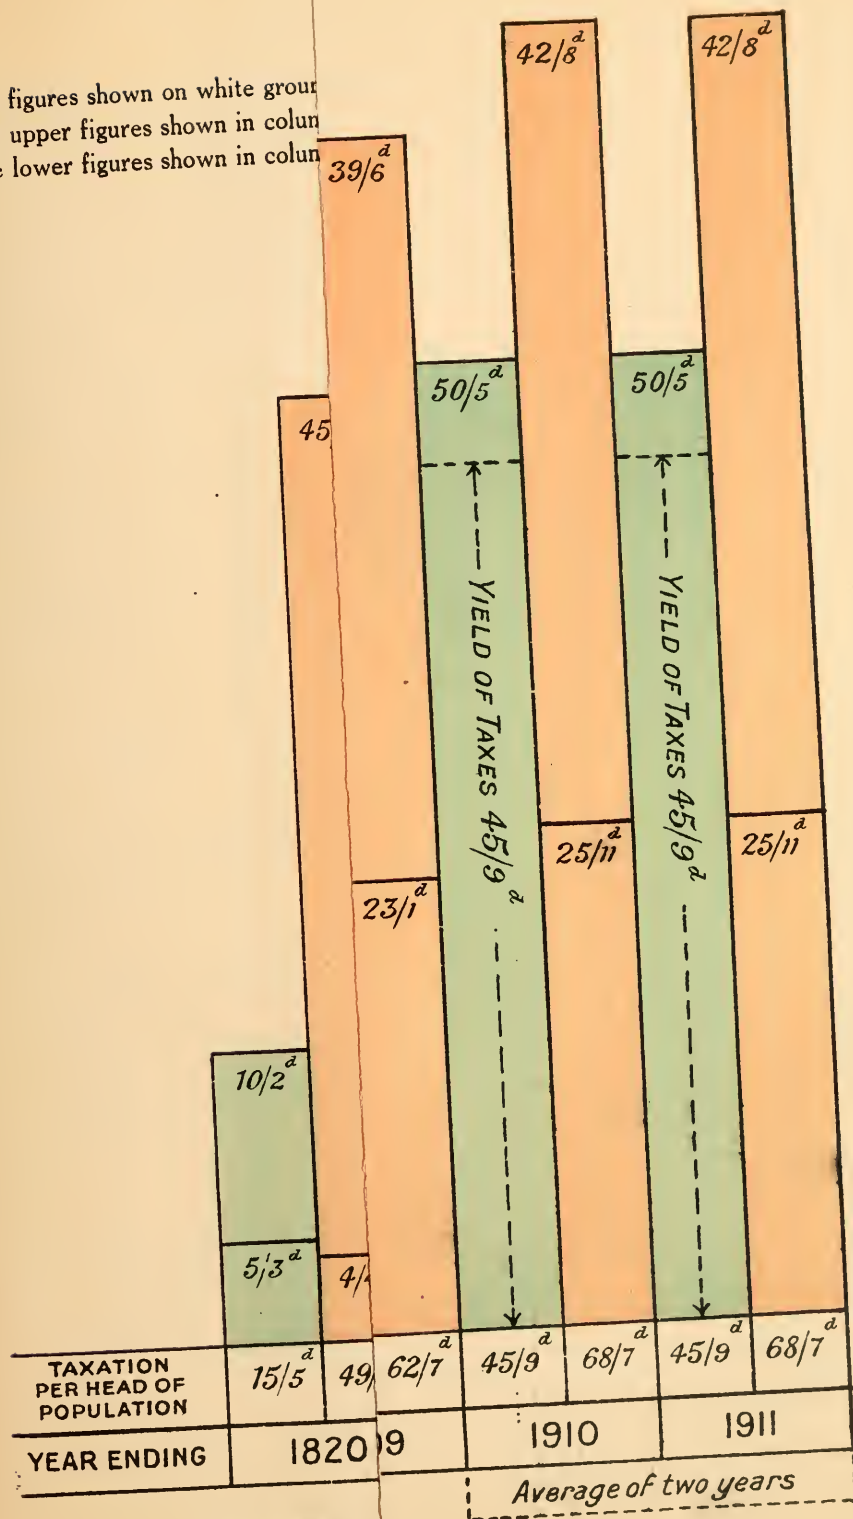 figures shown on white
upper figures shown in
lower figures shown in
42/8d
42/8d
39/6d
50/5d
50/5d
45
YIELD OF TAXES 45/9d
YIELD OF TAXES 45/9d
25/11d
25/11d
23/1d
10/2d
5/3d
4/
TAXATION
PER HEAD OF
POPULATION
15/5d 49/ 62/7d 45/9d 68/7d 45/9d 68/7d
YEAR ENDING 1820 9 1910 1911
Average of two years